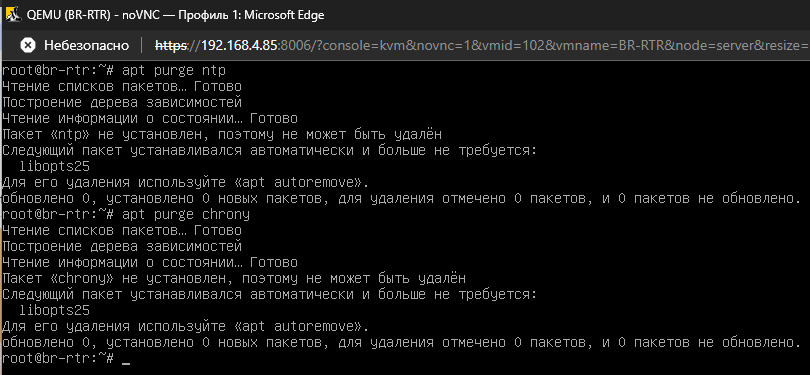 QEMU (BR-RTR) - noVNC — Профиль 1: Microsoft Edge
Небезопасно https://192.168.4.85:8006/?console=kvm&novnc=1&vmid=102&vmname=BR-RTR&node=server&resize=
root@br-rtr:~# apt purge ntp
Чтение списков пакетов… Готово
Построение дерева зависимостей
Чтение информации о состоянии… Готово
Пакет «ntp» не установлен, поэтому не может быть удалён
Следующий пакет устанавливался автоматически и больше не требуется:
libopts25
Для его удаления используйте «apt autoremove».
обновлено 0, установлено 0 новых пакетов, для удаления отмечено 0 пакетов, и 0 пакетов не обновлено.
root@br-rtr:~# apt purge chrony
Чтение списков пакетов… Готово
Построение дерева зависимостей
Чтение информации о состоянии… Готово
Пакет «chrony» не установлен, поэтому не может быть удалён
Следующий пакет устанавливался автоматически и больше не требуется:
libopts25
Для его удаления используйте «apt autoremove».
обновлено 0, установлено 0 новых пакетов, для удаления отмечено 0 пакетов, и 0 пакетов не обновлено.
root@br-rtr:~# _